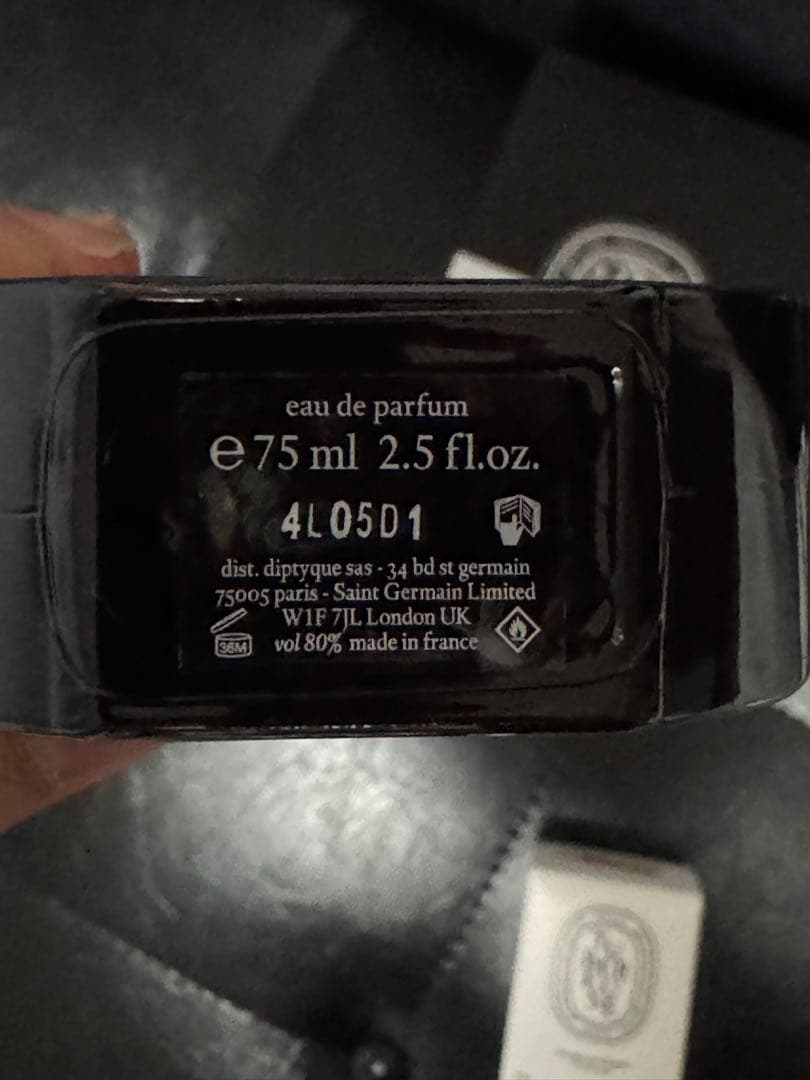 eau de parfum
e 75 ml 2.5 fl.oz.
4L05D1
dist. diptyque sas - 34 bd st germain
75005 paris - Saint Germain Limited
W1F 7JL London UK
36M vol 80% made in france